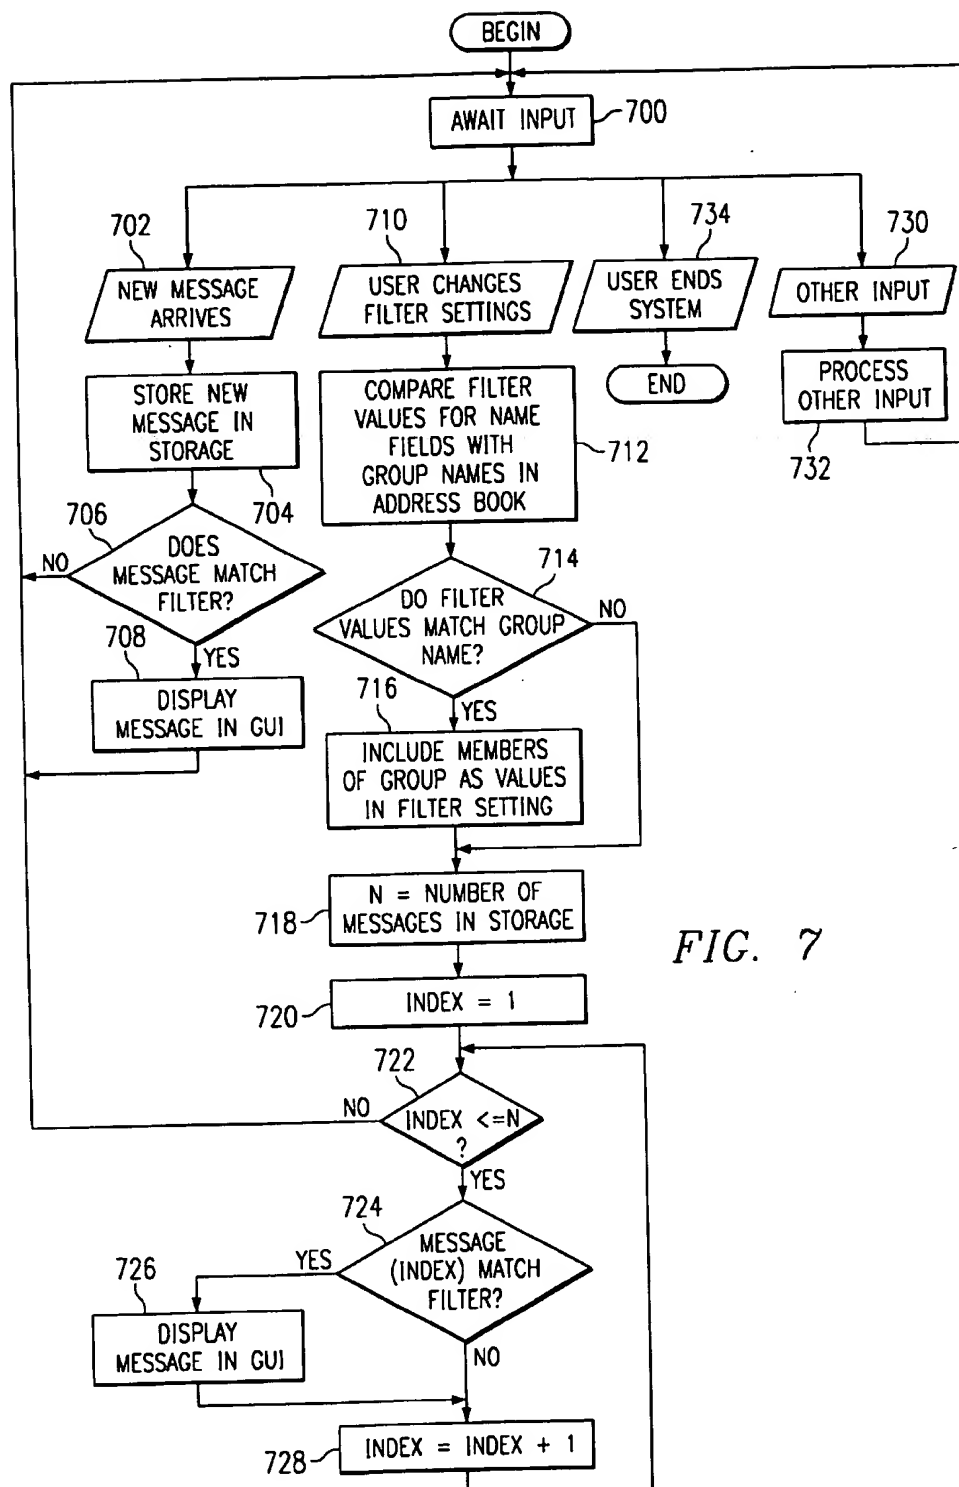 BEGIN
AWAIT INPUT
700
702
NEW MESSAGE
ARRIVES
710
USER CHANGES
FILTER SETTINGS
734
USER ENDS
SYSTEM
730
OTHER INPUT
STORE NEW
MESSAGE IN
STORAGE
704
COMPARE FILTER
VALUES FOR NAME
FIELDS WITH
GROUP NAMES IN
ADDRESS BOOK
712
END
PROCESS
OTHER INPUT
732
706
DOES
MESSAGE MATCH
FILTER?
NO
YES
714
DO FILTER
VALUES MATCH GROUP
NAME?
NO
YES
708
DISPLAY
MESSAGE IN GUI
716
INCLUDE MEMBERS
OF GROUP AS VALUES
IN FILTER SETTING
N = NUMBER OF
MESSAGES IN STORAGE
718
FIG. 7
INDEX = 1
720
722
INDEX <=N
?
NO
YES
724
MESSAGE
(INDEX) MATCH
FILTER?
YES
NO
726
DISPLAY
MESSAGE IN GUI
INDEX = INDEX + 1
728